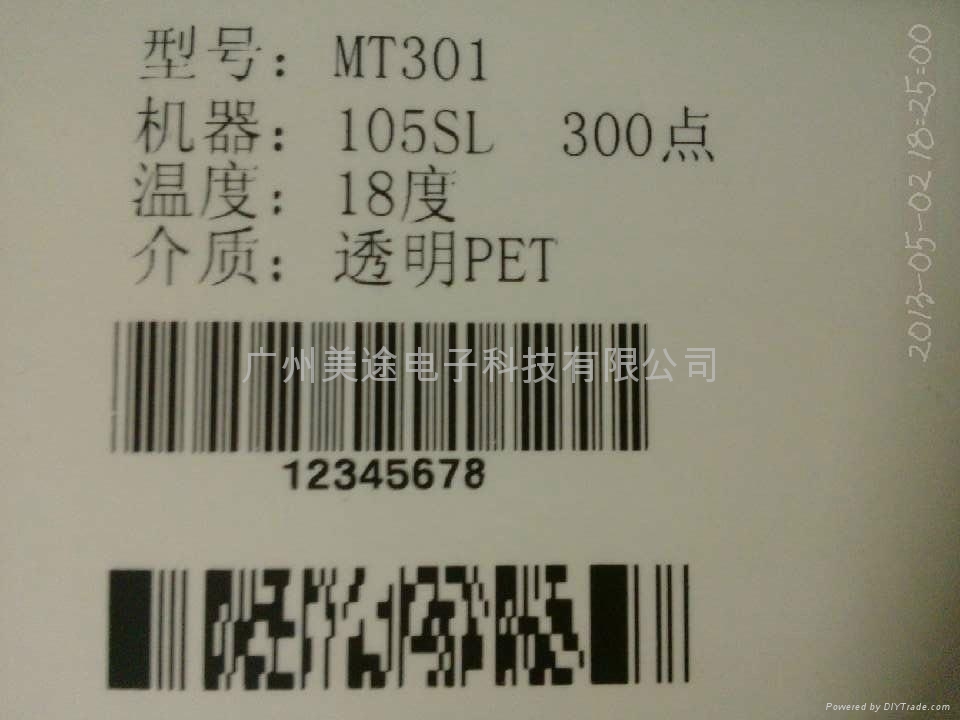 型号：MT301
机器：105SL 300点
温度：18度
介质：透明PET
广州美途电子科技有限公司
12345678
2013-05-02 18:25:00
Powered by DIYTrade.com